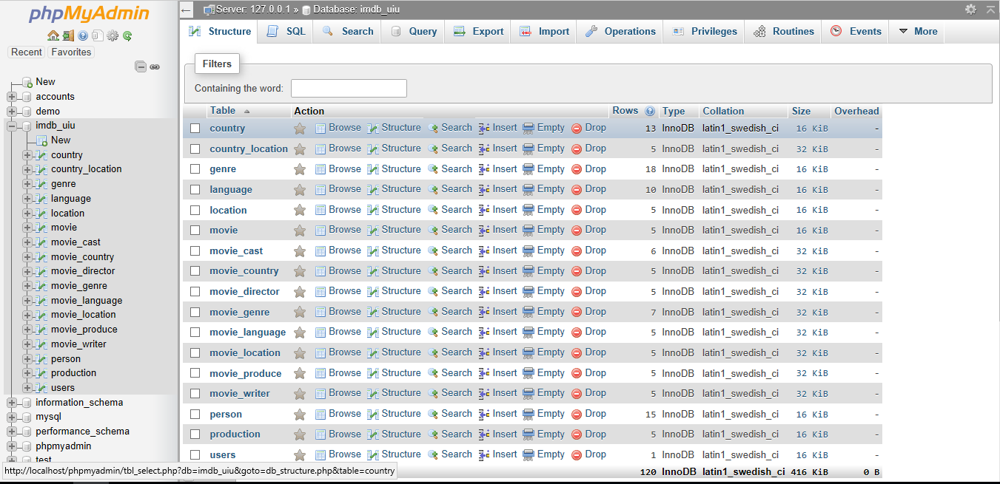 phpMyAdmin
Recent Favorites
New
accounts
demo
imdb_uiu
New
country
country_location
genre
language
location
movie
movie_cast
movie_country
movie_director
movie_genre
movie_language
movie_location
movie_produce
movie_writer
person
production
users
information_schema
mysql
performance_schema
phpmyadmin
test
http://localhost/phpmyadmin/tbl_select.php?db=imdb_uiu&goto=db_structure.php&table=country
Server: 127.0.0.1 » Database: imdb_uiu
Structure SQL Search Query Export Import Operations Privileges Routines Events More
Filters
Containing the word:
Table Action Rows Type Collation Size Overhead
country Browse Structure Search Insert Empty Drop 13 InnoDB latin1_swedish_ci 16 KiB -
country_location Browse Structure Search Insert Empty Drop 5 InnoDB latin1_swedish_ci 32 KiB -
genre Browse Structure Search Insert Empty Drop 18 InnoDB latin1_swedish_ci 16 KiB -
language Browse Structure Search Insert Empty Drop 10 InnoDB latin1_swedish_ci 16 KiB -
location Browse Structure Search Insert Empty Drop 5 InnoDB latin1_swedish_ci 16 KiB -
movie Browse Structure Search Insert Empty Drop 5 InnoDB latin1_swedish_ci 16 KiB -
movie_cast Browse Structure Search Insert Empty Drop 6 InnoDB latin1_swedish_ci 32 KiB -
movie_country Browse Structure Search Insert Empty Drop 5 InnoDB latin1_swedish_ci 32 KiB -
movie_director Browse Structure Search Insert Empty Drop 5 InnoDB latin1_swedish_ci 32 KiB -
movie_genre Browse Structure Search Insert Empty Drop 7 InnoDB latin1_swedish_ci 32 KiB -
movie_language Browse Structure Search Insert Empty Drop 5 InnoDB latin1_swedish_ci 32 KiB -
movie_location Browse Structure Search Insert Empty Drop 5 InnoDB latin1_swedish_ci 32 KiB -
movie_produce Browse Structure Search Insert Empty Drop 5 InnoDB latin1_swedish_ci 32 KiB -
movie_writer Browse Structure Search Insert Empty Drop 5 InnoDB latin1_swedish_ci 32 KiB -
person Browse Structure Search Insert Empty Drop 15 InnoDB latin1_swedish_ci 16 KiB -
production Browse Structure Search Insert Empty Drop 5 InnoDB latin1_swedish_ci 16 KiB -
users Browse Structure Search Insert Empty Drop 1 InnoDB latin1_swedish_ci 16 KiB -
120 InnoDB latin1_swedish_ci 416 KiB 0 B